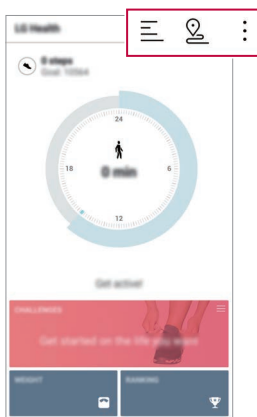 LG Health
0 steps
Goal 10564
24
18
6
0 min
12
Get active!
CHALLENGES
Get started on the life you want
WEIGHT
RANKING